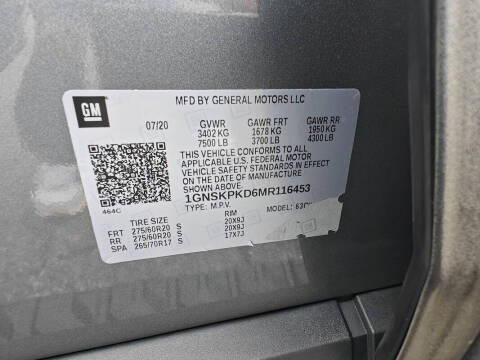 GM
MFD BY GENERAL MOTORS LLC
07/20 GVWR GAWR FRT GAWR RR
3402 KG 1678 KG 1950 KG
7500 LB 3700 LB 4300 LB
THIS VEHICLE CONFORMS TO ALL
APPLICABLE U.S. FEDERAL MOTOR
VEHICLE SAFETY STANDARDS IN EFFECT
ON THE DATE OF MANUFACTURE
1GNSKPKD6MR116453
TYPE: M.P.V.
464C
TIRE SIZE RIM
FRT 275/60R20 S 20X9J
RR 275/60R20 S 20X9J
SPA 265/70R17 S 17X7J